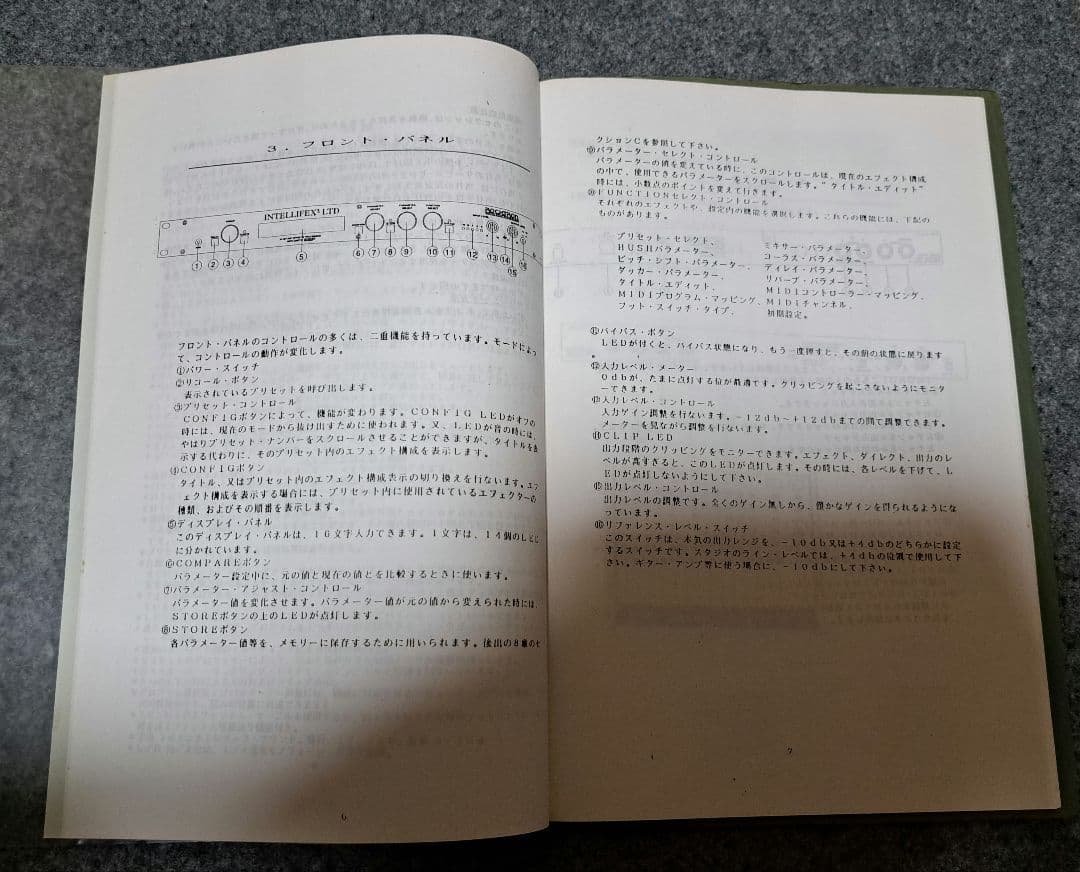 3．フロント・パネル
INTELLIFEX LTD
① ② ③ ④ ⑤ ⑥ ⑦ ⑧ ⑨ ⑩ ⑪ ⑫ ⑬ ⑭ ⑮ ⑯
フロント・パネルのコントロールの多くは、二重機能を持っています。モードによっ
て、コントロールの動作が変化します。
①パワー・スイッチ
②リコール・ボタン
表示されているプリセットを呼び出します。
③プリセット・コントロール
CONFIGボタンによって、機能が変わります。CONFIG LEDがオフの
時には、現在のモードから抜け出すために使われます。又、LEDが の時には、
やはりプリセット・ナンバーをスクロールさせることができますが、タイトルを表
示する代わりに、そのプリセット内のエフェクト構成を表示します。
④CONFIGボタン
タイトル、又はプリセット内のエフェクト構成表示の切り換えを行ないます。エフ
ェクト構成を表示する場合には、プリセット内に使用されているエフェクターの
種類、およびその順番を表示します。
⑤ディスプレイ・パネル
このディスプレイ・パネルは、16文字入力できます。1文字は、14個のLED
に分かれています。
⑥COMPAREボタン
パラメーター設定中に、元の値と現在の値とを比較するときに使います。
⑦パラメーター・アジャスト・コントロール
パラメーター値を変化させます。パラメーター値が元の値から変えられた時には、
STOREボタンの上のLEDが点灯します。
⑧STOREボタン
各パラメーター値等を、メモリーに保存するために用いられます。後出の8章のセ
6
クションCを参照して下さい。
⑨パラメーター・セレクト・コントロール
パラメーターの値を変えている時に、このコントロールは、現在のエフェクト構成
の中で、使用できるパラメーターをスクロールします。"タイトル・エディット"
時には、小数点のポイントを変えて行きます。
⑩FUNCTIONセレクト・コントロール
それぞれのエフェクトや、設定内の機能を選択します。これらの機能には、下記の
ものがあります。
プリセット・セレクト、 ミキサー・パラメーター、
HUSHパラメーター、 コーラス・パラメーター、
ピッチ・シフト・パラメーター、 ディレイ・パラメーター、
ダッカー・パラメーター、 リバーブ・パラメーター、
タイトル・エディット、 MIDIコントローラー・マッピング、
MIDIプログラム・マッピング、 MIDIチャンネル、
フット・スイッチ・タイプ、 初期設定。
⑪バイパス・ボタン
LEDが付くと、バイパス状態になり、もう一度押すと、その前の状態に戻ります
。
⑫入力レベル・メーター
0dbが、たまに点灯する位が最適です。クリッピングを起こさないようにモニタ
ーできます。
⑬入力レベル・コントロール
入力ゲイン調整を行ないます。－12db～＋12dbまでの間で調整できます。
メーターを見ながら調整を行ないます。
⑭CLIP LED
出力段階のクリッピングをモニターできます。エフェクト、ダイレクト、出力のレ
ベルが高すぎると、このLEDが点灯します。その時には、各レベルを下げて、L
EDが点灯しないようにして下さい。
⑮出力レベル・コントロール
出力レベルの調整です。全くのゲイン無しから、 かなゲインを得られるようにな
っています。
⑯リファレンス・レベル・スイッチ
このスイッチは、本気の出力レンジを、－10db又は＋4dbのどちらかに設定
するスイッチです。スタジオのライン・レベルでは、＋4dbの位置で使用して下
さい。ギター・アンプ等に使う場合に、－10dbにして下さい。
7